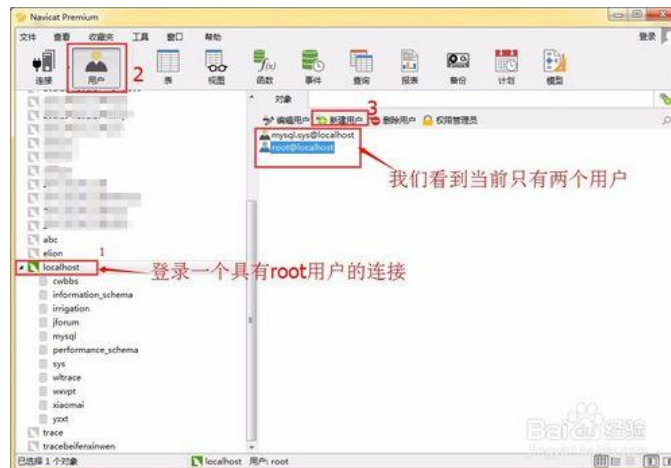 Navicat Premium
文件 查看 收藏夹 工具 窗口 帮助
登录
连接 用户 2 表 视图 函数 事件 查询 报表 备份 计划 模型
对象
3
编辑用户 新建用户 删除用户 权限管理员
mysql.sys@localhost
root@localhost
我们看到当前只有两个用户
abc
elion
localhost
1
登录一个具有root用户的连接
cwbbs
information_schema
irrigation
jforum
mysql
performance_schema
sys
wltrace
wxvpt
xiaomai
yzxt
trace
tracebeifenxinwen
Baidu 经验
已选择 1 个对象 localhost 用户: root